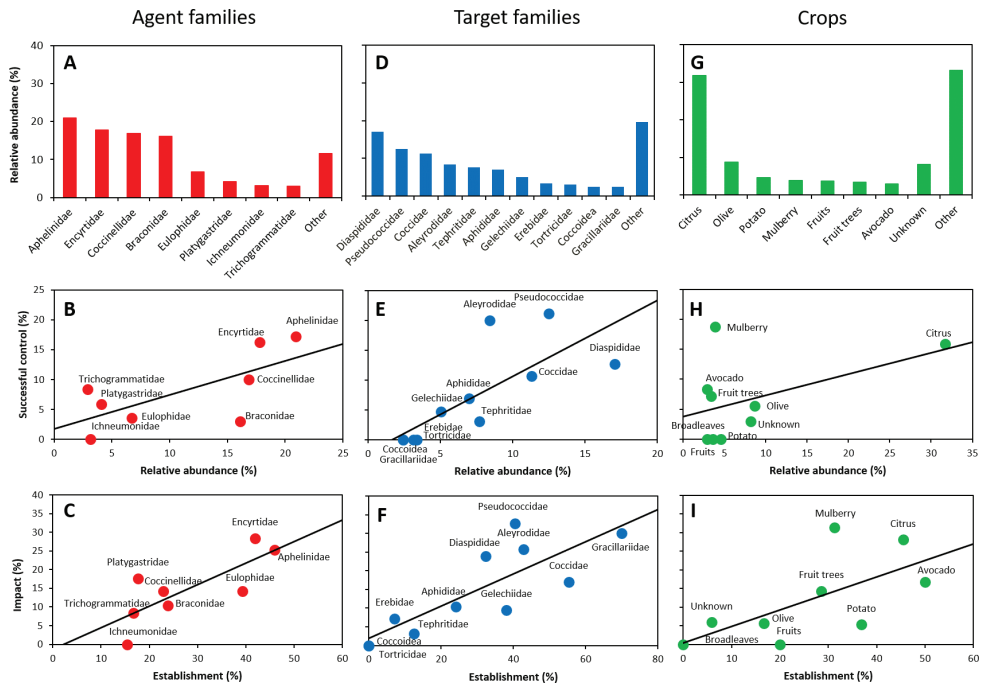 Agent families
Target families
Crops
A
Relative abundance (%)
40
30
20
10
0
Aphelinidae
Encyrtidae
Coccinellidae
Braconidae
Eulophidae
Platygastridae
Ichneumonidae
Trichogrammatidae
Other
D
Diaspididae
Pseudococcidae
Coccidae
Aleyrodidae
Tephritidae
Aphididae
Gelechiidae
Erebidae
Tortricidae
Coccoidea
Gracillariidae
Other
G
Citrus
Olive
Potato
Mulberry
Fruits
Fruit trees
Avocado
Unknown
Other
B
Successful control (%)
25
20
15
10
5
0
Aphelinidae
Encyrtidae
Trichogrammatidae
Coccinellidae
Platygastridae
Eulophidae
Braconidae
Ichneumonidae
0 5 10 15 20 25
Relative abundance (%)
E
Pseudococcidae
Aleyrodidae
Diaspididae
Coccidae
Aphididae
Gelechiidae
Tephritidae
Erebidae
Tortricidae
Coccoidea
Gracillariidae
5 10 15 20
Relative abundance (%)
H
Mulberry
Citrus
Avocado
Fruit trees
Olive
Unknown
Broadleaves
Potato
Fruits
0 5 10 15 20 25 30 35
Relative abundance (%)
C
Impact (%)
40
35
30
25
20
15
10
5
0
Encyrtidae
Aphelinidae
Platygastridae
Coccinellidae
Eulophidae
Trichogrammatidae
Braconidae
Ichneumonidae
0 10 20 30 40 50 60
Establishment (%)
F
Pseudococcidae
Aleyrodidae
Diaspididae
Gracillariidae
Coccidae
Aphididae
Gelechiidae
Erebidae
Tephritidae
Coccoidea
Tortricidae
0 20 40 60 80
Establishment (%)
I
Mulberry
Citrus
Fruit trees
Avocado
Unknown
Potato
Olive
Fruits
Broadleaves
0 10 20 30 40 50 60
Establishment (%)